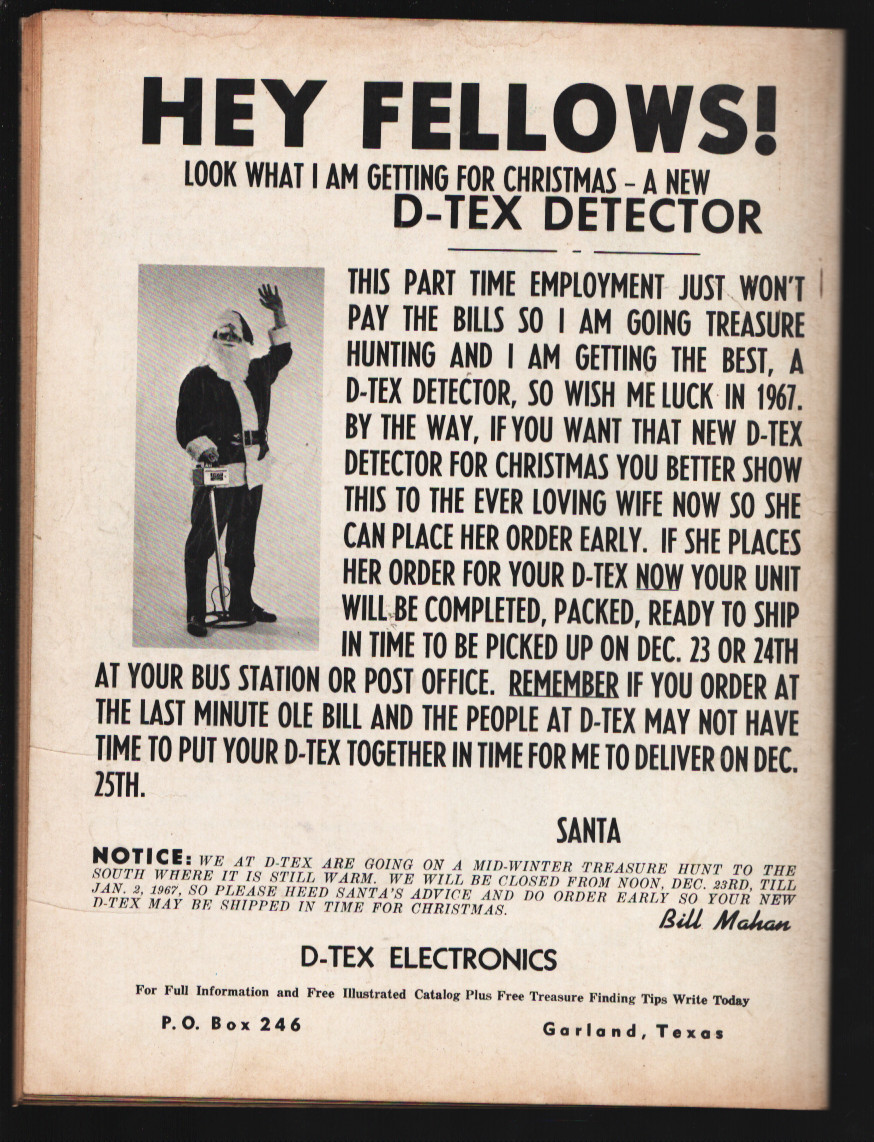 HEY FELLOWS!
LOOK WHAT I AM GETTING FOR CHRISTMAS – A NEW
D-TEX DETECTOR
THIS PART TIME EMPLOYMENT JUST WON'T
PAY THE BILLS SO I AM GOING TREASURE
HUNTING AND I AM GETTING THE BEST, A
D-TEX DETECTOR, SO WISH ME LUCK IN 1967.
BY THE WAY, IF YOU WANT THAT NEW D-TEX
DETECTOR FOR CHRISTMAS YOU BETTER SHOW
THIS TO THE EVER LOVING WIFE NOW SO SHE
CAN PLACE HER ORDER EARLY. IF SHE PLACES
HER ORDER FOR YOUR D-TEX NOW YOUR UNIT
WILL BE COMPLETED, PACKED, READY TO SHIP
IN TIME TO BE PICKED UP ON DEC. 23 OR 24TH
AT YOUR BUS STATION OR POST OFFICE. REMEMBER IF YOU ORDER AT
THE LAST MINUTE OLE BILL AND THE PEOPLE AT D-TEX MAY NOT HAVE
TIME TO PUT YOUR D-TEX TOGETHER IN TIME FOR ME TO DELIVER ON DEC.
25TH.
SANTA
NOTICE: WE AT D-TEX ARE GOING ON A MID-WINTER TREASURE HUNT TO THE
SOUTH WHERE IT IS STILL WARM. WE WILL BE CLOSED FROM NOON, DEC. 23RD, TILL
JAN. 2, 1967, SO PLEASE HEED SANTA'S ADVICE AND DO ORDER EARLY SO YOUR NEW
D-TEX MAY BE SHIPPED IN TIME FOR CHRISTMAS.
Bill Mahan
D-TEX ELECTRONICS
For Full Information and Free Illustrated Catalog Plus Free Treasure Finding Tips Write Today
P.O. Box 246
Garland, Texas